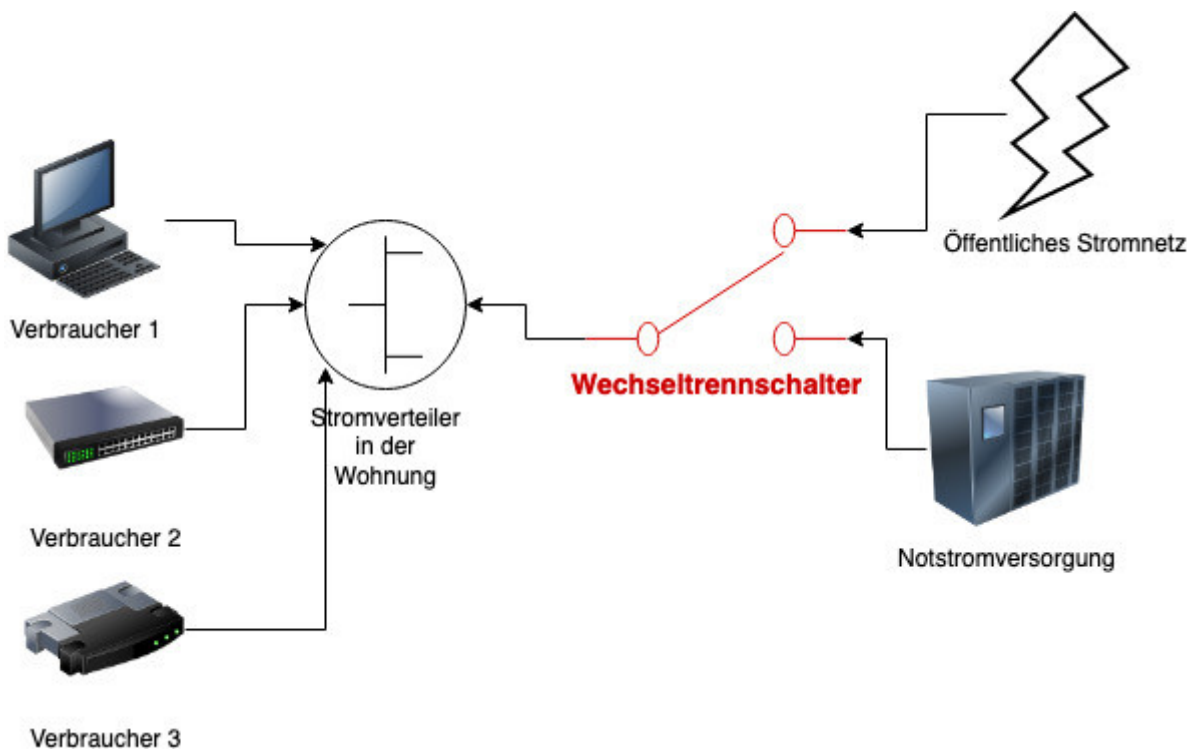 Öffentliches Stromnetz
Verbraucher 1
Wechseltrennschalter
Stromverteiler
in der
Wohnung
Verbraucher 2
Notstromversorgung
Verbraucher 3